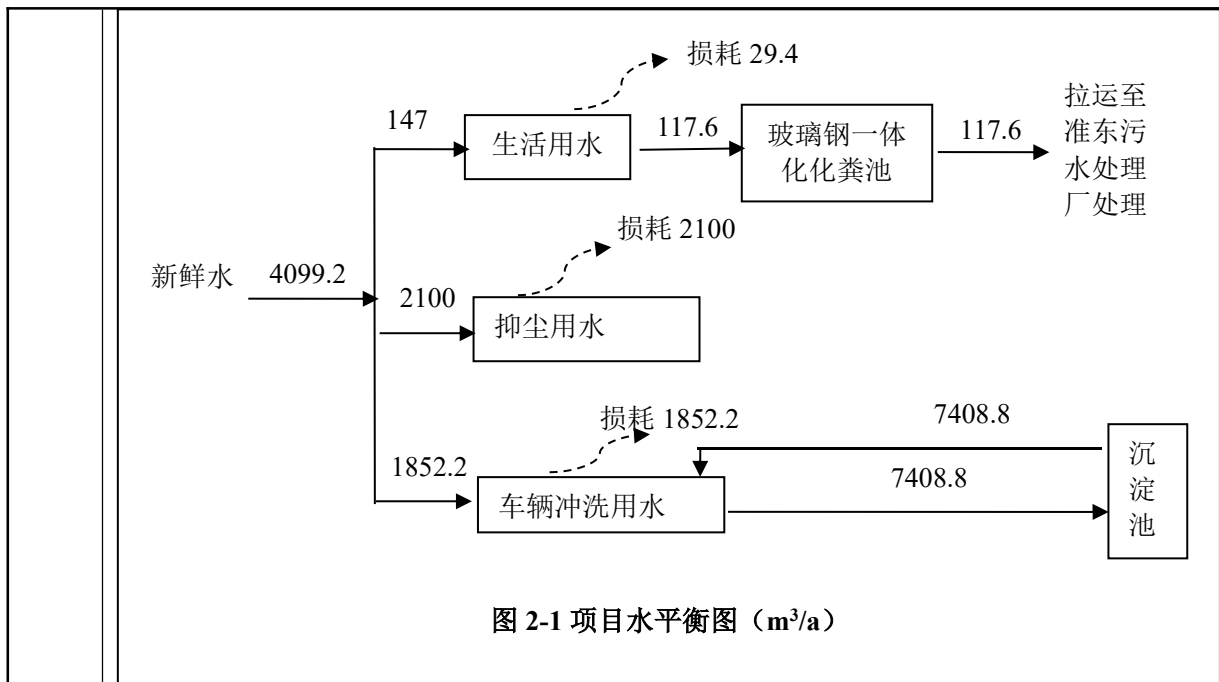 损耗 29.4
147
生活用水
117.6
玻璃钢一体
化化粪池
117.6
拉运至
准东污
水处理
厂处理
损耗 2100
新鲜水
4099.2
2100
抑尘用水
损耗 1852.2
7408.8
1852.2
车辆冲洗用水
7408.8
沉
淀
池
图 2-1 项目水平衡图（m³/a）